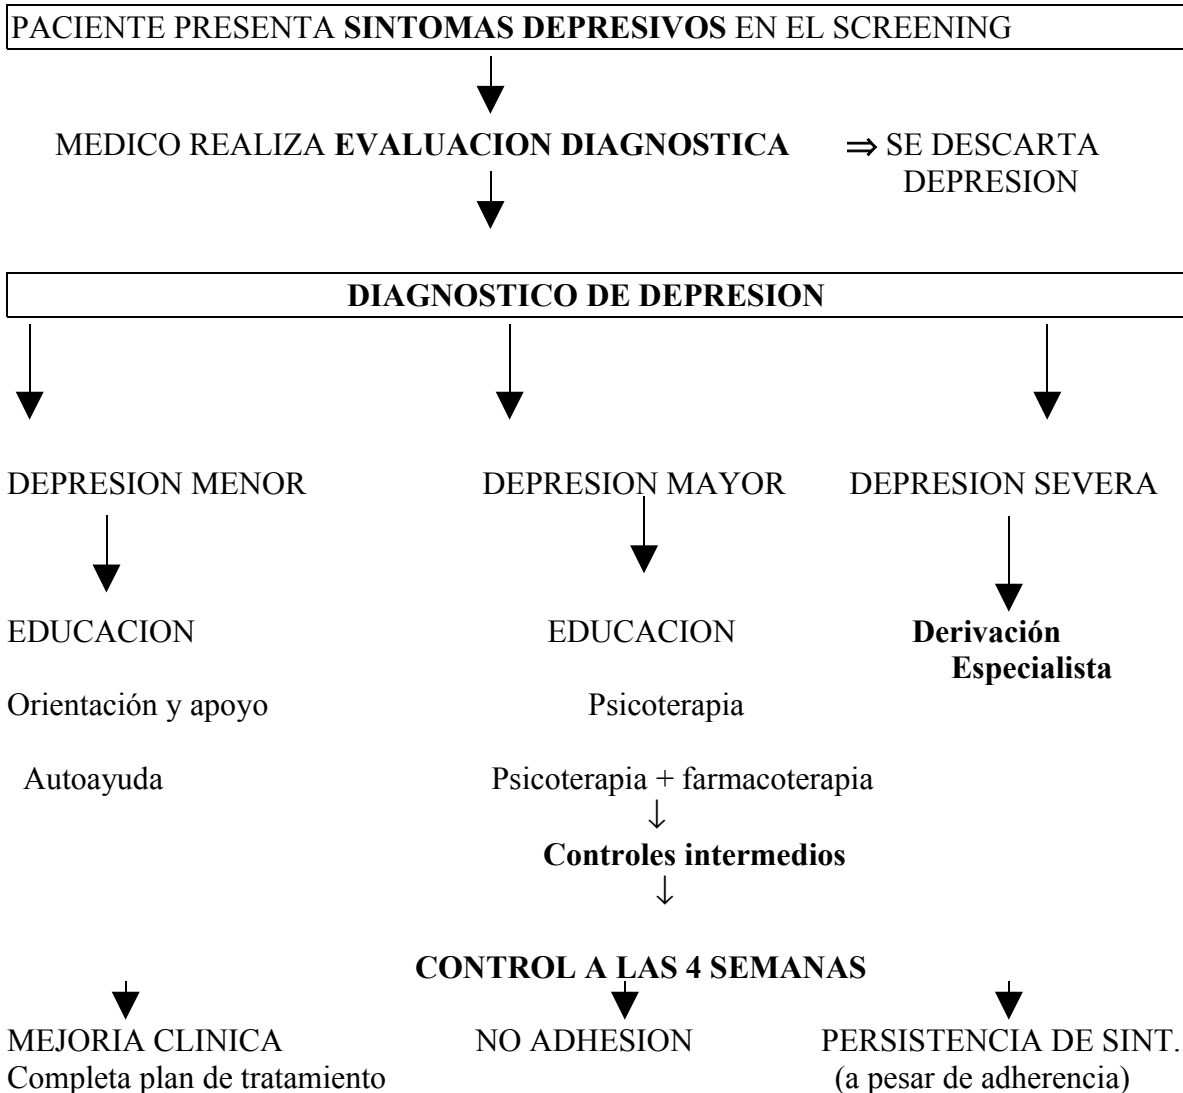 PACIENTE PRESENTA SINTOMAS DEPRESIVOS EN EL SCREENING
MEDICO REALIZA EVALUACION DIAGNOSTICA ⇒ SE DESCARTA
DEPRESION
DIAGNOSTICO DE DEPRESION
DEPRESION MENOR DEPRESION MAYOR DEPRESION SEVERA
EDUCACION EDUCACION Derivación
Especialista
Orientación y apoyo Psicoterapia
Autoayuda Psicoterapia + farmacoterapia
↓
Controles intermedios
↓
CONTROL A LAS 4 SEMANAS
MEJORIA CLINICA NO ADHESION PERSISTENCIA DE SINT.
Completa plan de tratamiento (a pesar de adherencia)